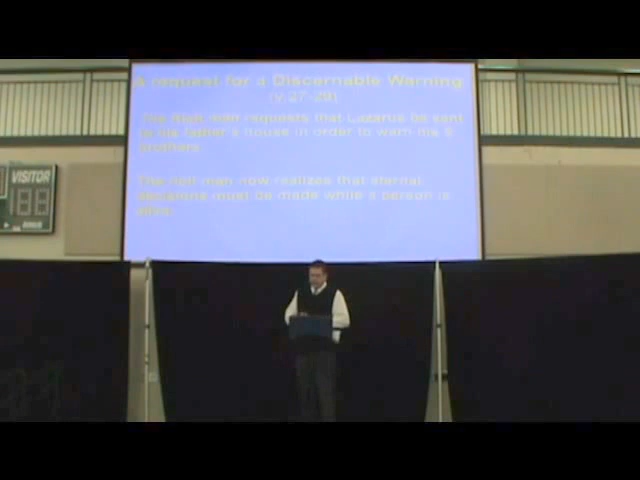 A request for a Discernable Warning
(v 27-29)
The rich man requests that Lazarus be sent
to his father's house in order to warn his 5
brothers.
The rich man now realizes that eternal
decisions must be made while a person is
alive.
VISITOR